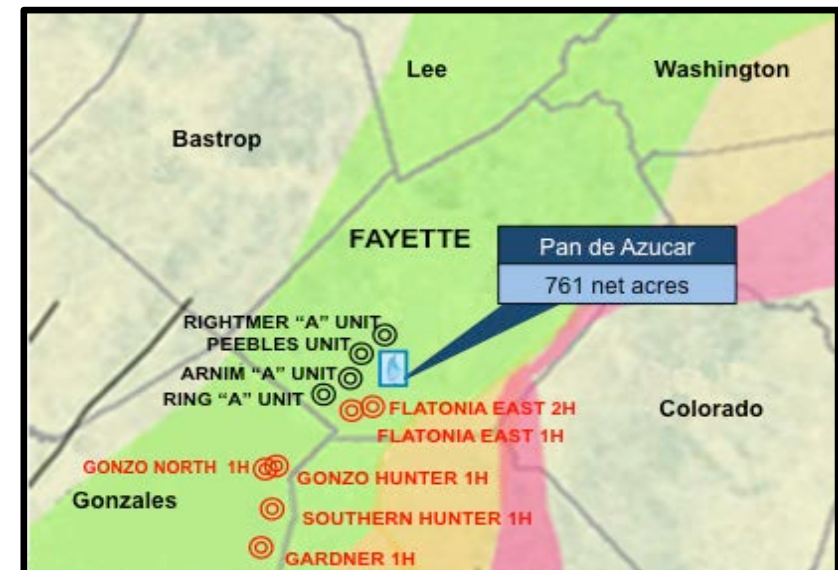 Lee
Washington
Bastrop
FAYETTE
Pan de Azucar
761 net acres
RIGHTMER “A” UNIT
PEEBLES UNIT
ARNIM “A” UNIT
RING “A” UNIT
FLATONIA EAST 2H
Colorado
FLATONIA EAST 1H
GONZO NORTH 1H
GONZO HUNTER 1H
Gonzales
SOUTHERN HUNTER 1H
GARDNER 1H